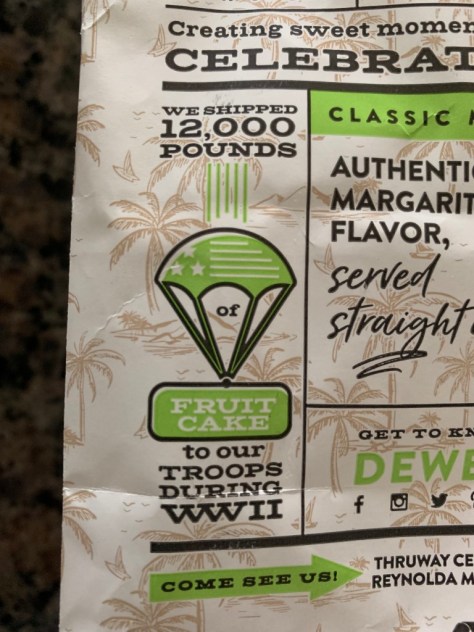 Creating sweet
CELEBRAT
WE SHIPPED
12,000
POUNDS
of
FRUIT
CAKE
to our
TROOPS
DURING
WWII
CLASSIC
AUTHENTI
MARGARIT
FLAVOR,
served
straight
GET TO KN
DEWE
COME SEE US!
THRUWAY CE
REYNOLDA M